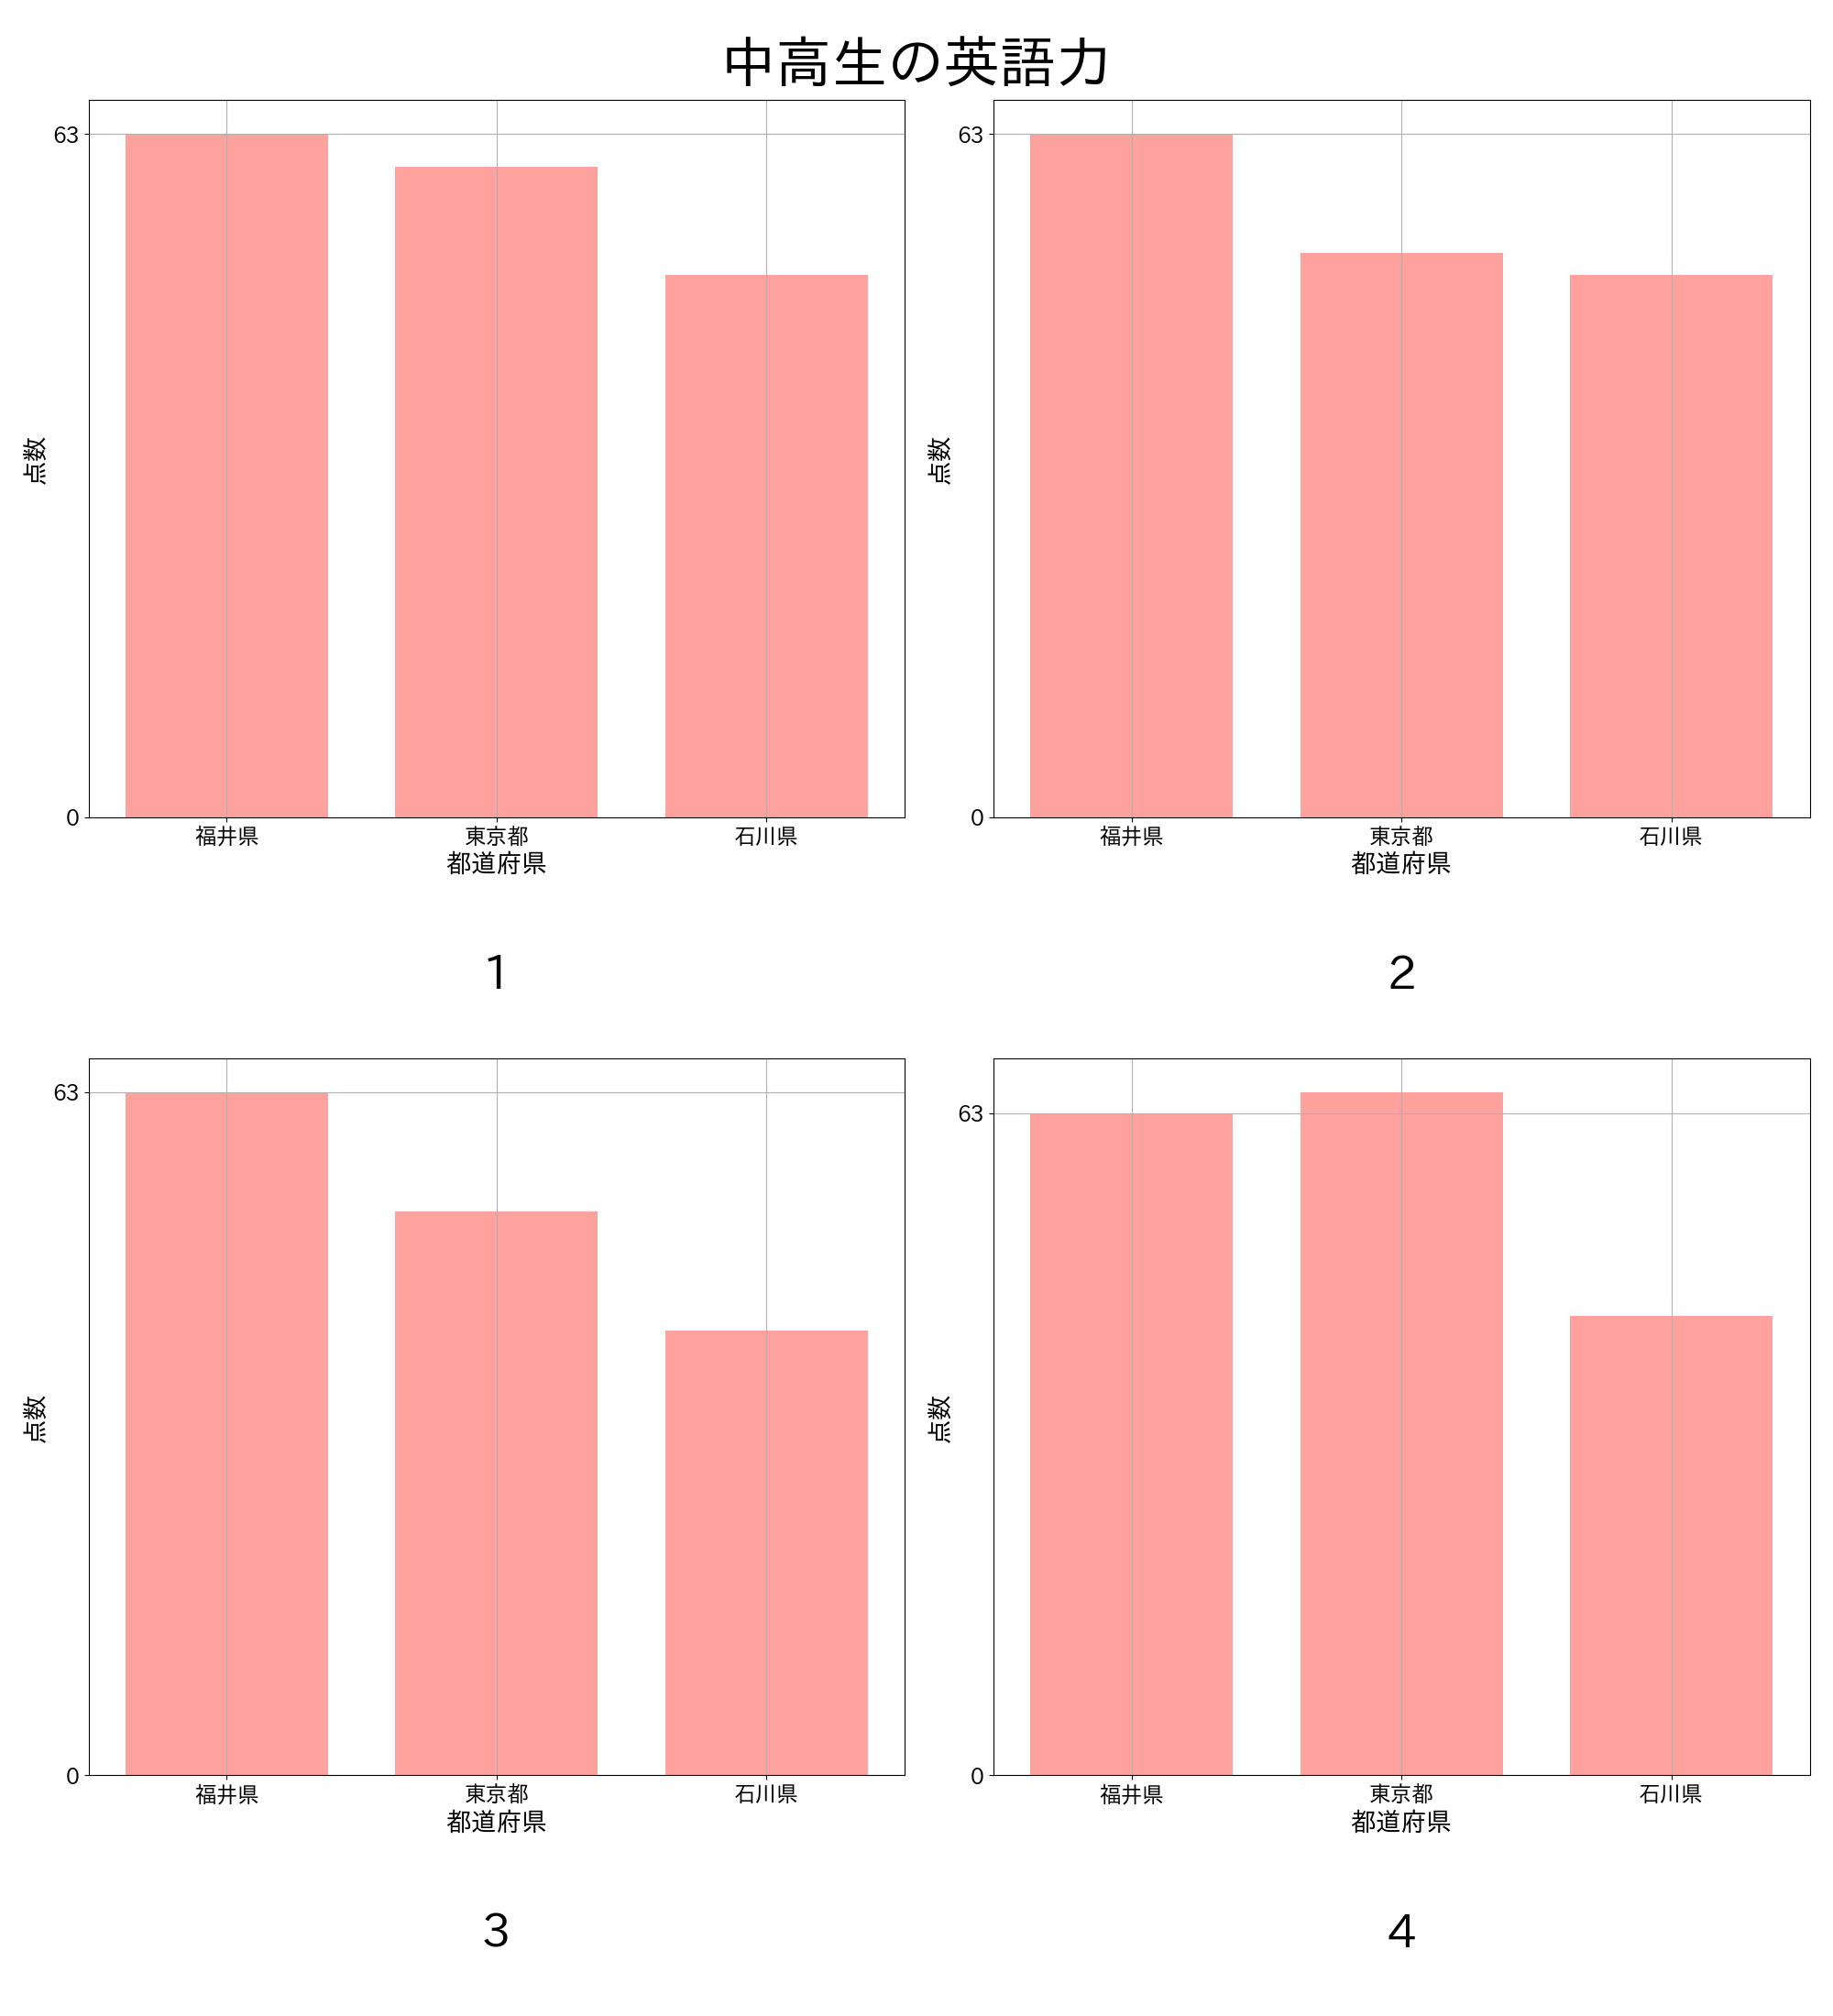 中高生の英語力
63
0
点数
福井県 東京都 石川県
都道府県
1
63
0
点数
福井県 東京都 石川県
都道府県
2
63
0
点数
福井県 東京都 石川県
都道府県
3
63
0
点数
福井県 東京都 石川県
都道府県
4